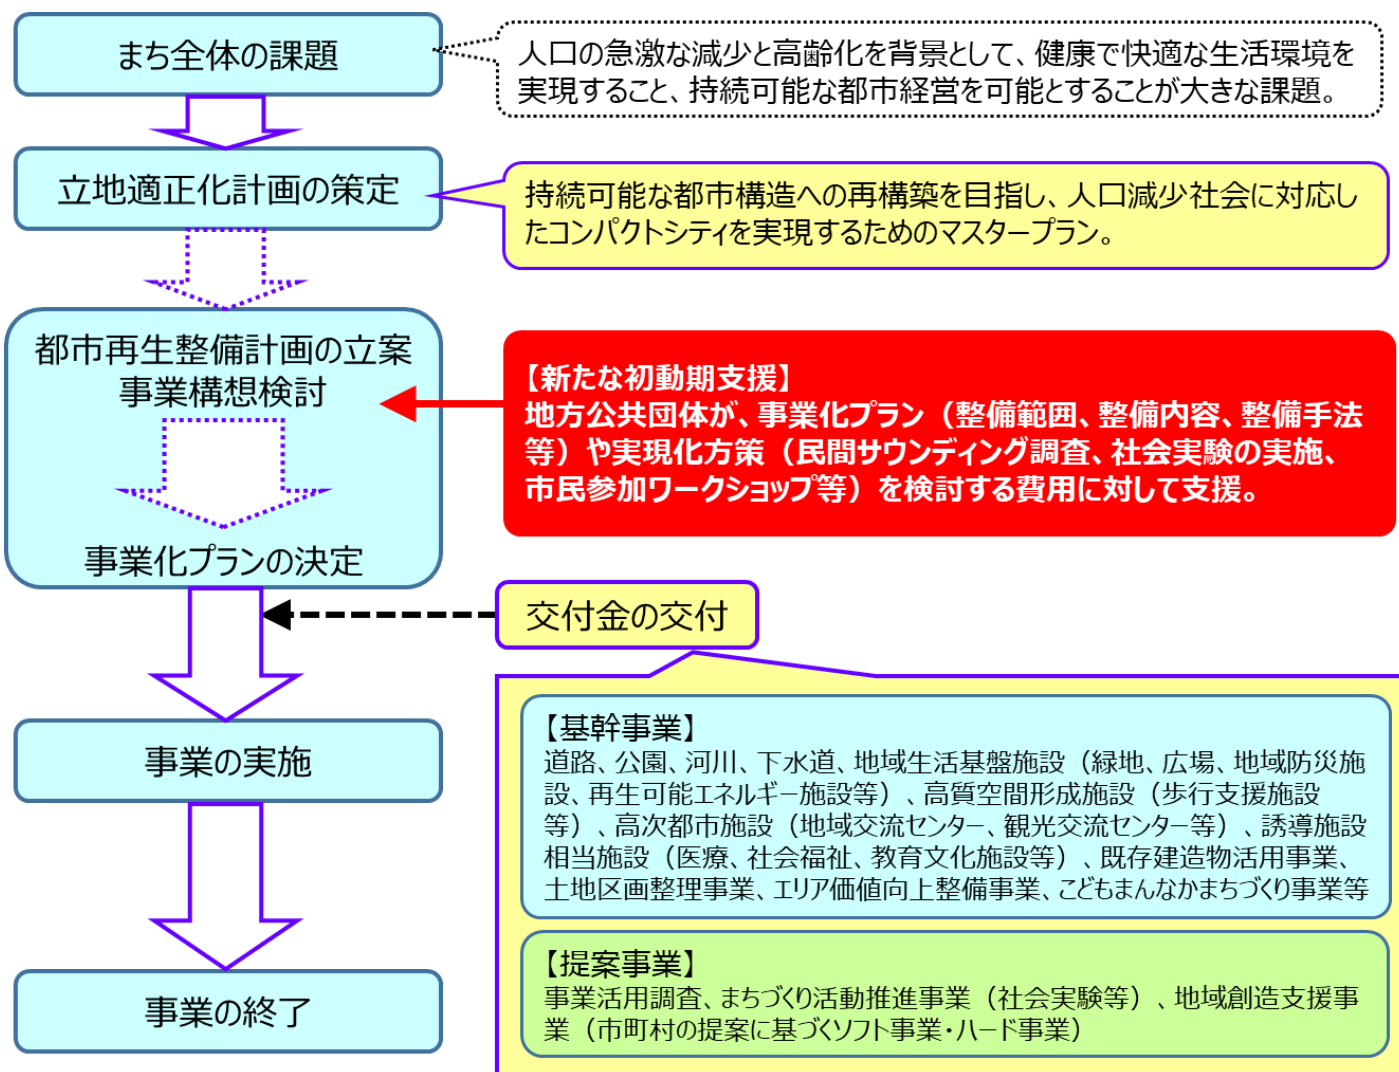 まち全体の課題
人口の急激な減少と高齢化を背景として、健康で快適な生活環境を
実現すること、持続可能な都市経営を可能とすることが大きな課題。
立地適正化計画の策定
持続可能な都市構造への再構築を目指し、人口減少社会に対応し
たコンパクトシティを実現するためのマスタープラン。
都市再生整備計画の立案
事業構想検討
【新たな初動期支援】
地方公共団体が、事業化プラン（整備範囲、整備内容、整備手法
等）や実現化方策（民間サウンディング調査、社会実験の実施、
市民参加ワークショップ等）を検討する費用に対して支援。
事業化プランの決定
交付金の交付
【基幹事業】
道路、公園、河川、下水道、地域生活基盤施設（緑地、広場、地域防災施
設、再生可能エネルギー施設等）、高質空間形成施設（歩行支援施設
等）、高次都市施設（地域交流センター、観光交流センター等）、誘導施設
相当施設（医療、社会福祉、教育文化施設等）、既存建造物活用事業、
土地区画整理事業、エリア価値向上整備事業、こどもまんなかまちづくり事業等
事業の実施
【提案事業】
事業活用調査、まちづくり活動推進事業（社会実験等）、地域創造支援事
業（市町村の提案に基づくソフト事業・ハード事業）
事業の終了